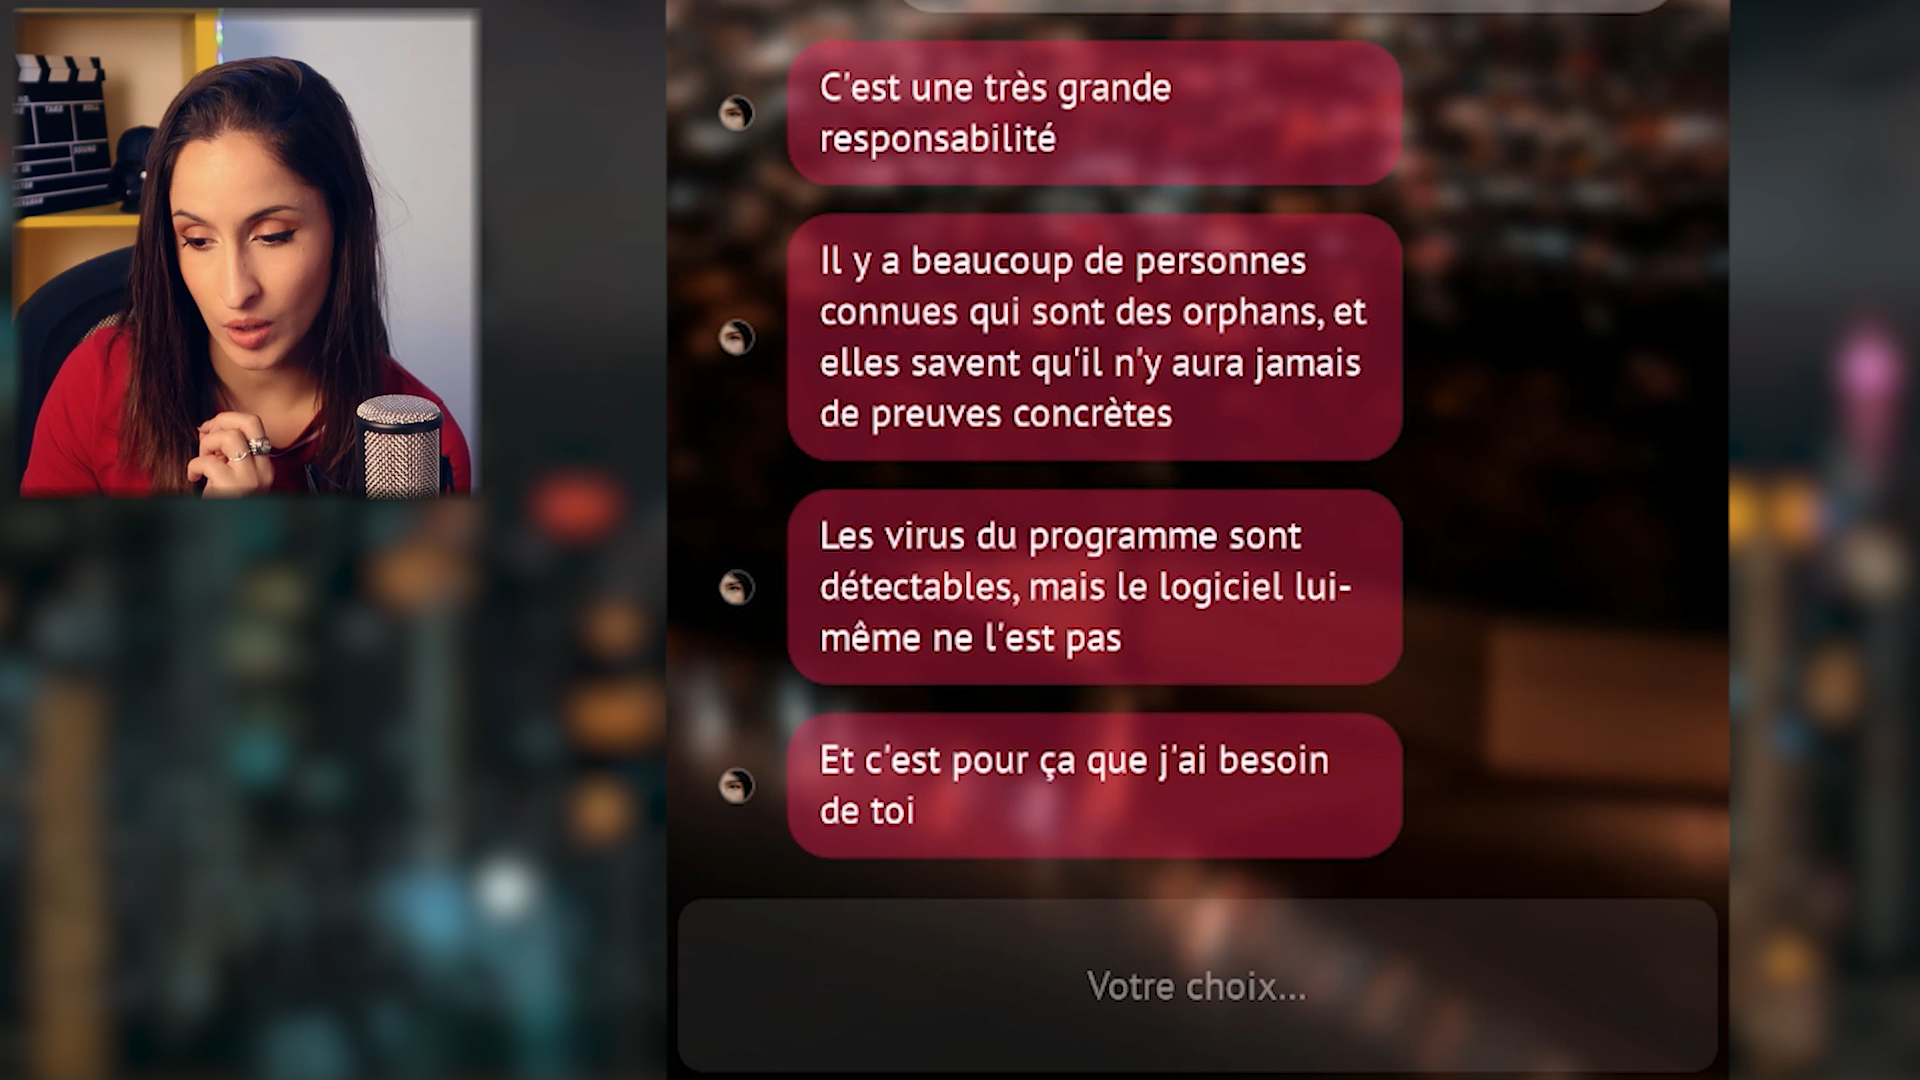 C'est une très grande
responsabilité
Il y a beaucoup de personnes
connues qui sont des orphans, et
elles savent qu'il n'y aura jamais
de preuves concrètes
Les virus du programme sont
détectables, mais le logiciel lui-
même ne l'est pas
Et c'est pour ça que j'ai besoin
de toi
Votre choix...